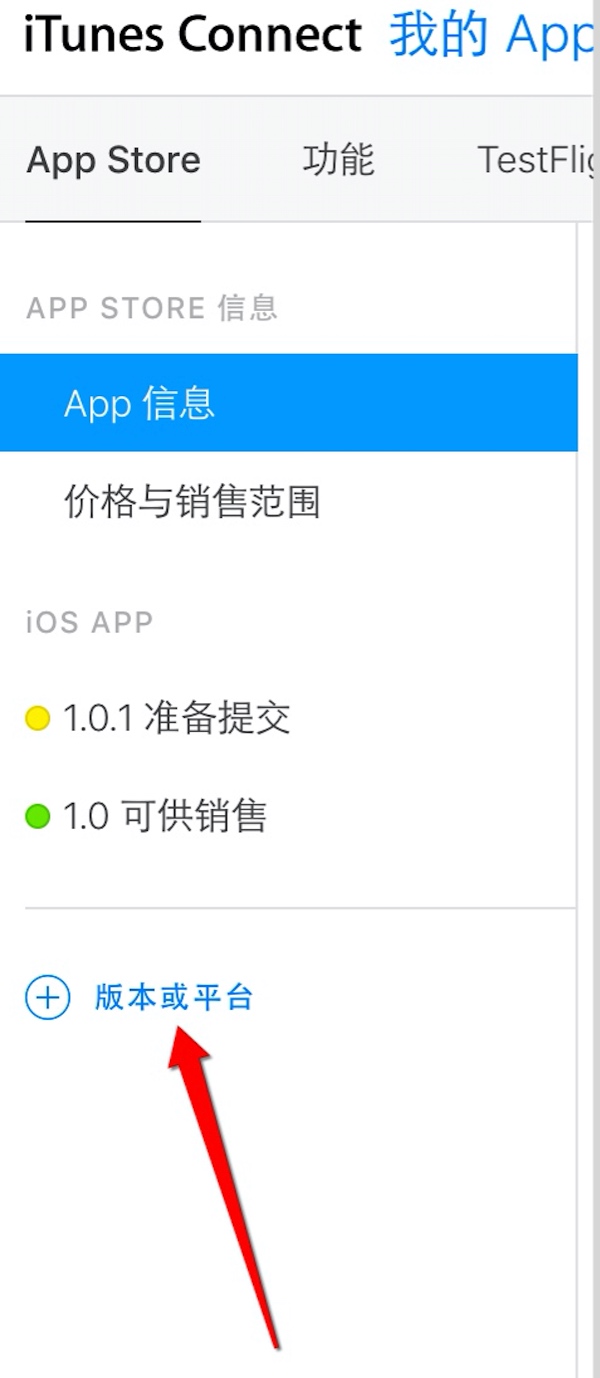 iTunes Connect 我的 App
App Store 功能 TestFlig
APP STORE 信息
App 信息
价格与销售范围
iOS APP
1.0.1 准备提交
1.0 可供销售
版本或平台